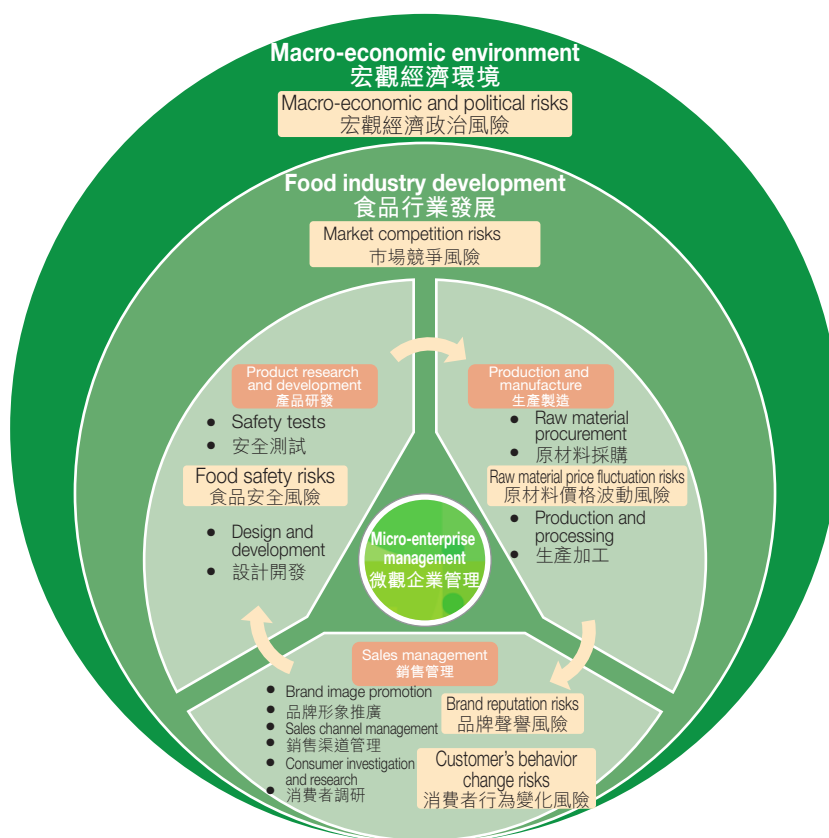 Macro-economic environment
宏觀經濟環境
Macro-economic and political risks
宏觀經濟政治風險
Food industry development
食品行業發展
Market competition risks
市場競爭風險
Product research
and development
產品研發
• Safety tests
• 安全測試
Food safety risks
食品安全風險
• Design and
development
• 設計開發
Production and
manufacture
生產製造
• Raw material
procurement
• 原材料採購
Raw material price fluctuation risks
原材料價格波動風險
• Production and
processing
• 生產加工
Micro-enterprise
management
微觀企業管理
Sales management
銷售管理
• Brand image promotion
• 品牌形象推廣
• Sales channel management
• 銷售渠道管理
• Consumer investigation
and research
• 消費者調研
Brand reputation risks
品牌聲譽風險
Customer's behavior
change risks
消費者行為變化風險